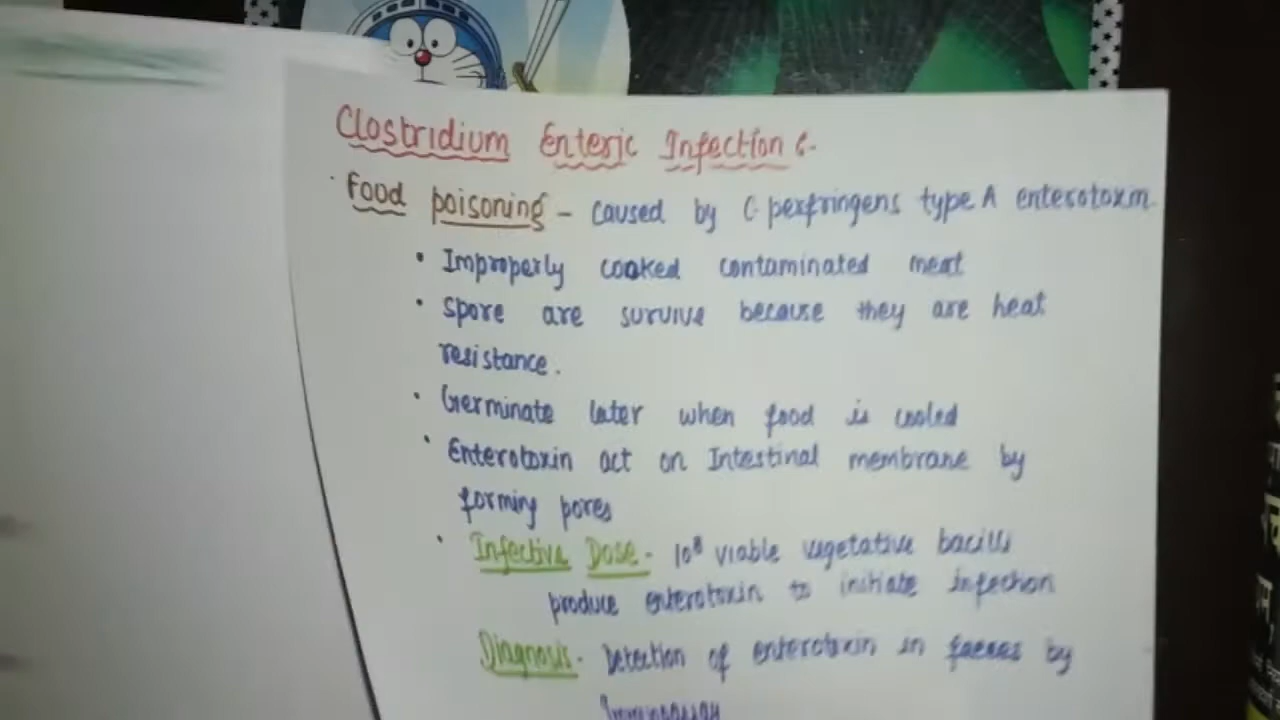 Clostridium Enteric Infection :-
Food poisoning - caused by C. perfringens type A enterotoxin
• Improperly cooked contaminated meat
• Spore are survive because they are heat
resistance.
• Germinate later when food is cooled
• Enterotoxin act on Intestinal membrane by
forming pores
• Infective Dose - 10⁸ viable vegetative bacilli
produce enterotoxin to initiate infection
Diagnosis - Detection of enterotoxin in faeces by
Immunoassay